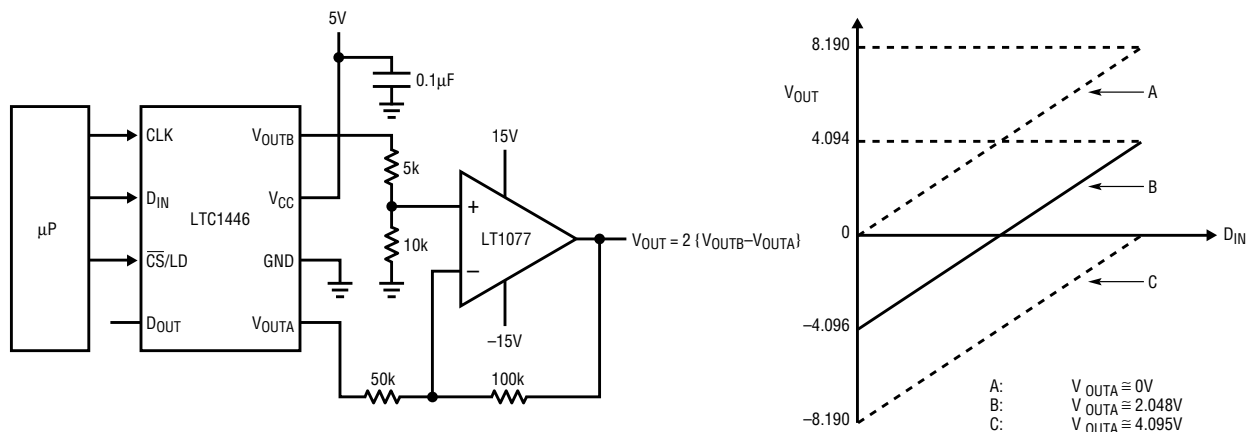 5V
0.1μF
μP
CLK
DIN
CS/LD
DOUT
LTC1446
VOUTB
VCC
GND
VOUTA
5k
10k
15V
+
−
LT1077
−15V
50k
100k
VOUT = 2 {VOUTB−VOUTA}
8.190
VOUT
4.094
0
−4.096
−8.190
A
B
C
DIN
A: VOUTA ≅ 0V
B: VOUTA ≅ 2.048V
C: VOUTA ≅ 4.095V